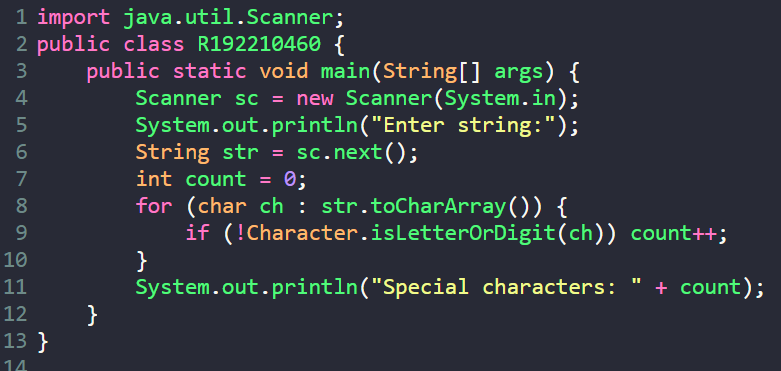 1 import java.util.Scanner;
2 public class R192210460 {
3     public static void main(String[] args) {
4         Scanner sc = new Scanner(System.in);
5         System.out.println("Enter string:");
6         String str = sc.next();
7         int count = 0;
8         for (char ch : str.toCharArray()) {
9             if (!Character.isLetterOrDigit(ch)) count++;
10         }
11         System.out.println("Special characters: " + count);
12     }
13 }
14